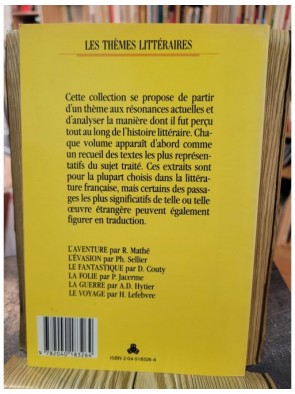 LES THÈMES LITTÉRAIRES
Cette collection se propose de partir
d'un thème aux résonances actuelles et
d'analyser la manière dont il fut perçu
tout au long de l'histoire littéraire. Cha-
que volume apparaît d'abord comme
un recueil des textes les plus représen-
tatifs du sujet traité. Ces extraits sont
pour la plupart choisis dans la littéra-
ture française, mais certains des passa-
ges les plus significatifs de telle ou telle
œuvre étrangère peuvent également
figurer en traduction.
L'AVENTURE par R. Mathé
L'ÉVASION par Ph. Sellier
LE FANTASTIQUE par D. Couty
LA FOLIE par P. Jacerme
LA GUERRE par A.D. Hytier
LE VOYAGE par H. Lefebvre
9 782040 183264